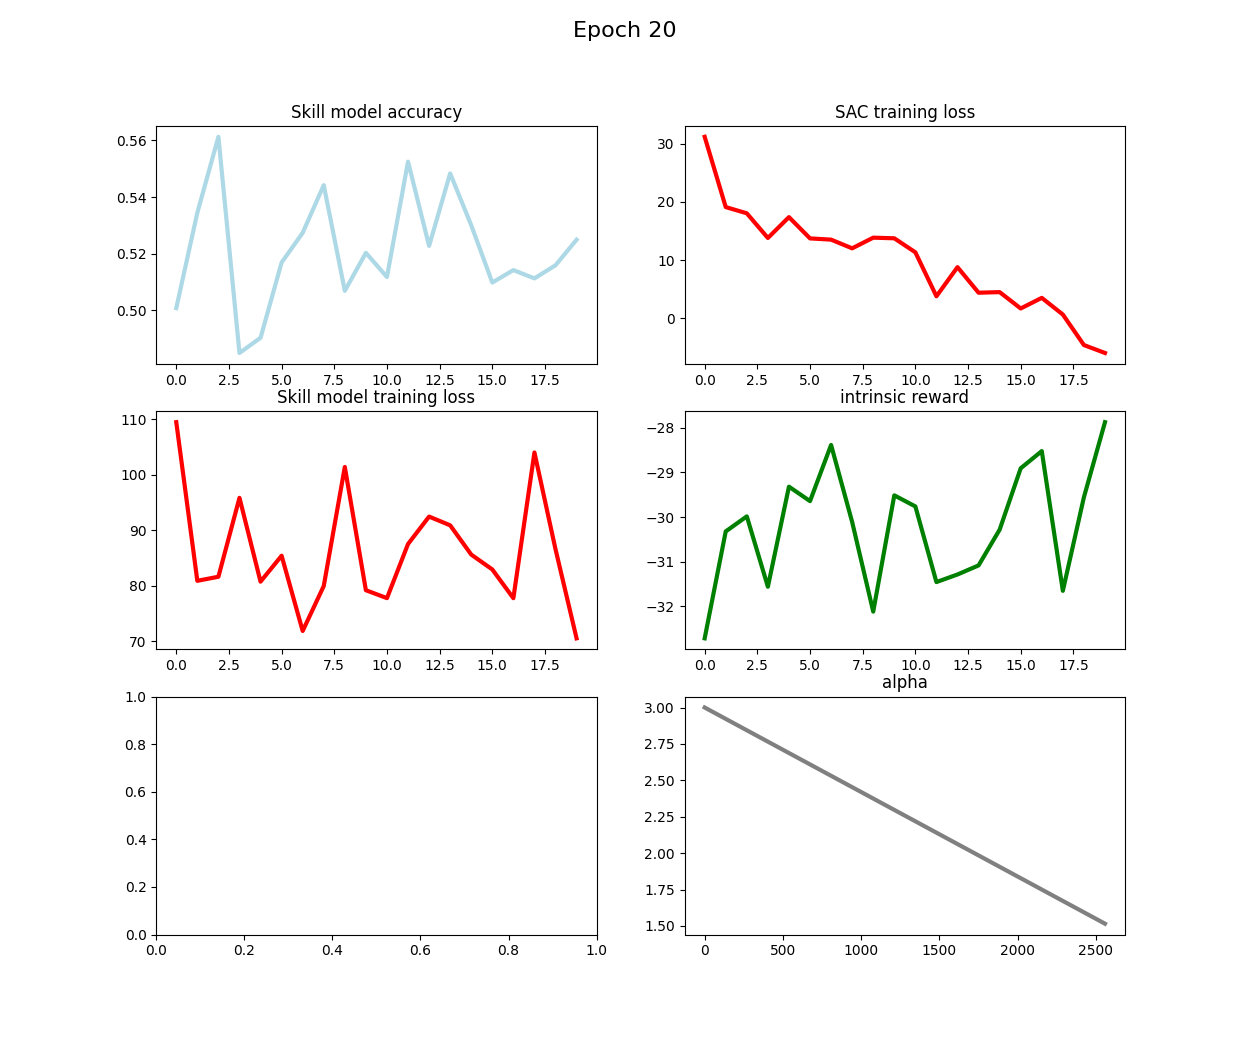 Epoch 20
Skill model accuracy
0.56
0.54
0.52
0.50
0.0 2.5 5.0 7.5 10.0 12.5 15.0 17.5
SAC training loss
30
20
10
0
0.0 2.5 5.0 7.5 10.0 12.5 15.0 17.5
Skill model training loss
110
100
90
80
70
0.0 2.5 5.0 7.5 10.0 12.5 15.0 17.5
intrinsic reward
−28
−29
−30
−31
−32
0.0 2.5 5.0 7.5 10.0 12.5 15.0 17.5
1.0
0.8
0.6
0.4
0.2
0.0
0.0 0.2 0.4 0.6 0.8 1.0
alpha
3.00
2.75
2.50
2.25
2.00
1.75
1.50
0 500 1000 1500 2000 2500